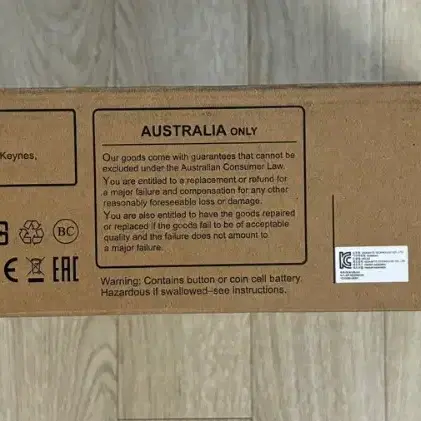 Keynes,
AUSTRALIA ONLY
Our goods come with guarantees that cannot be
excluded under the Australian Consumer Law.
You are entitled to a replacement or refund for
a major failure and compensation for any other
reasonably foreseeable loss or damage.
You are also entitled to have the goods repaired
or replaced if the goods fail to be of acceptable
quality and the failure does not amount to
a major failure.
BC
CE EAC
Warning: Contains button or coin cell battery.
Hazardous if swallowed–see instructions.